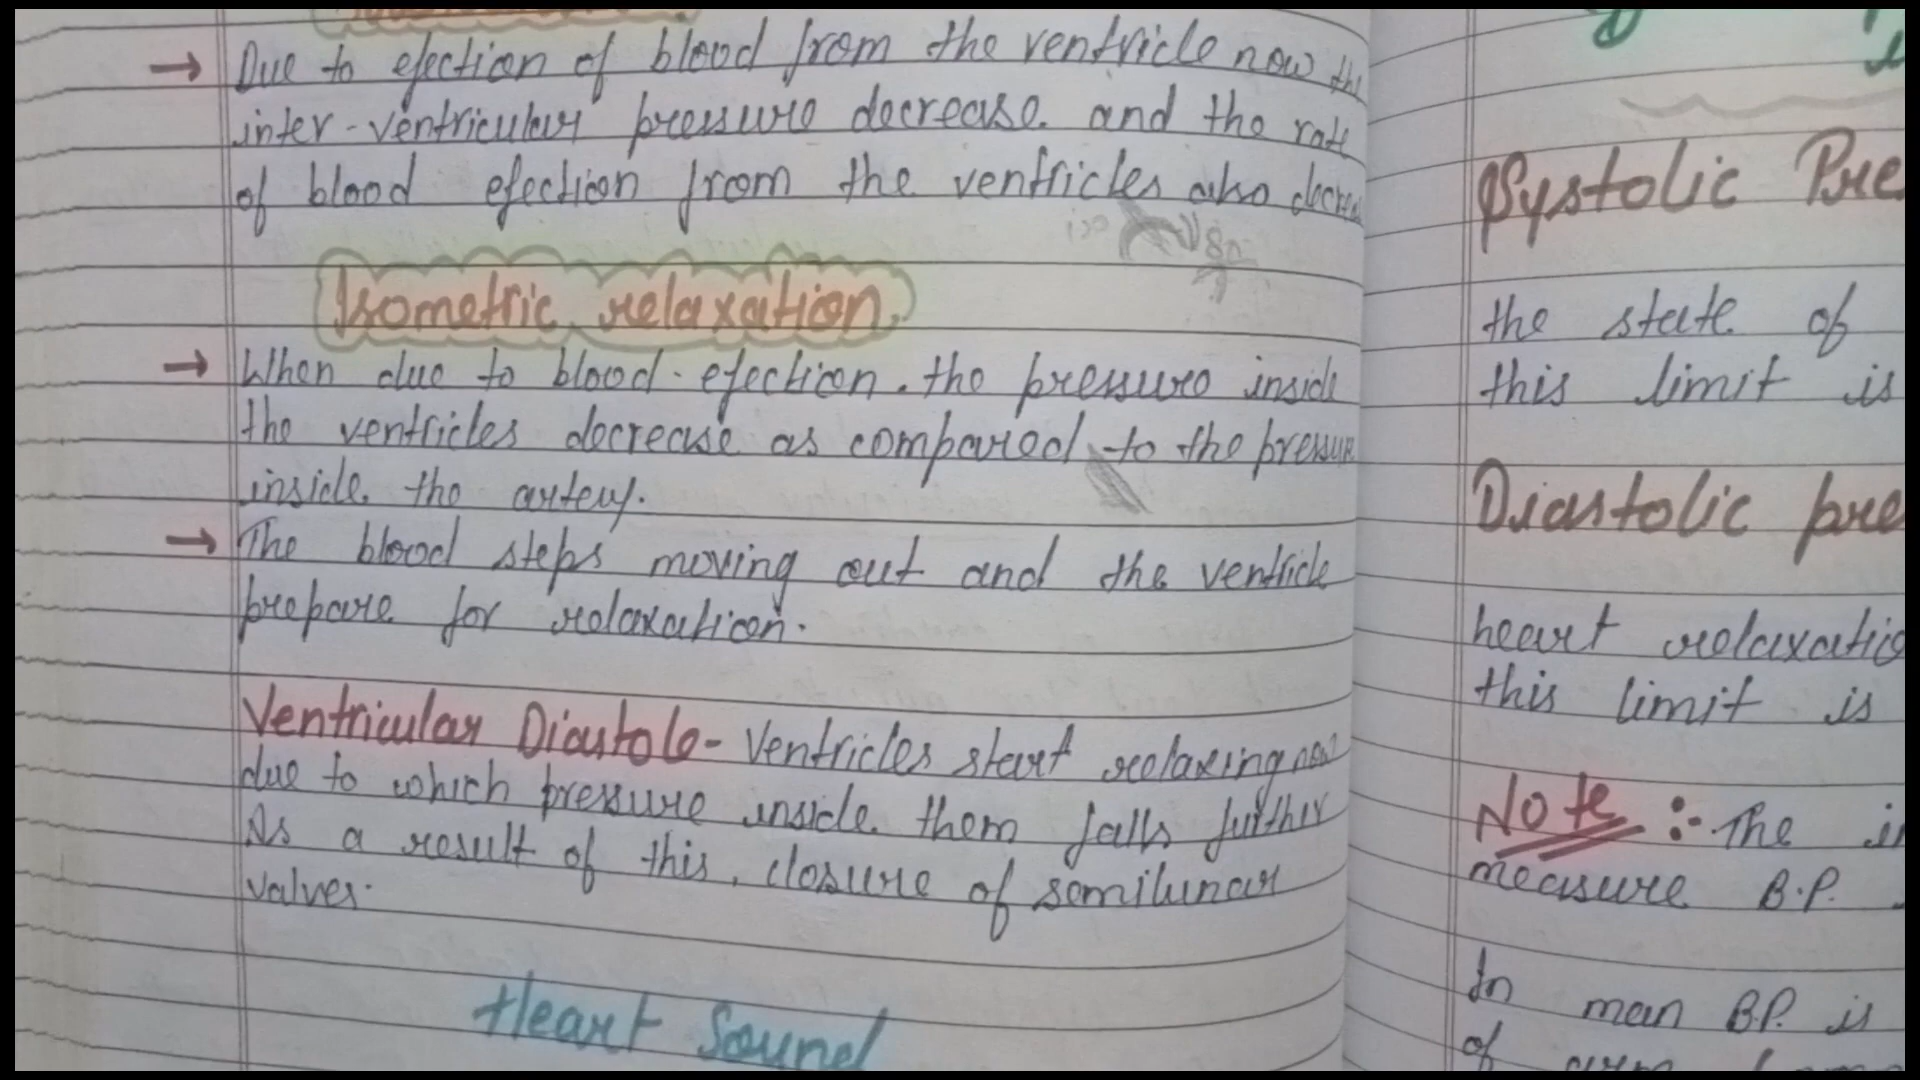 → Due to ejection of blood from the ventricle now the
inter-ventricular pressure decrease. and the rate
of blood ejection from the ventricles also decrea
Isometric relaxation.
→ When due to blood-ejection. the pressure inside
the ventricles decrease as compared to the pressure
inside the artery.
→ The blood stops moving out and the ventricle
prepare for relaxation.
Ventricular Diastole- Ventricles start relaxing now
due to which pressure inside them falls further
As a result of this, closure of semilunar
valves.
Heart Sound
Systolic Pre
the state of
this limit is
Diastolic pre
heart relaxatio
this limit is
Note :- The i
measure B.P.
In man B.P. is
of arm